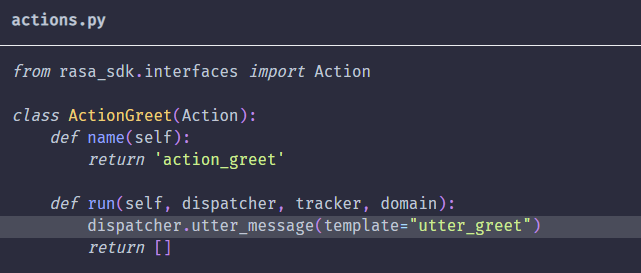 actions.py
from rasa_sdk.interfaces import Action
class ActionGreet(Action):
    def name(self):
        return 'action_greet'
    def run(self, dispatcher, tracker, domain):
        dispatcher.utter_message(template="utter_greet")
        return []